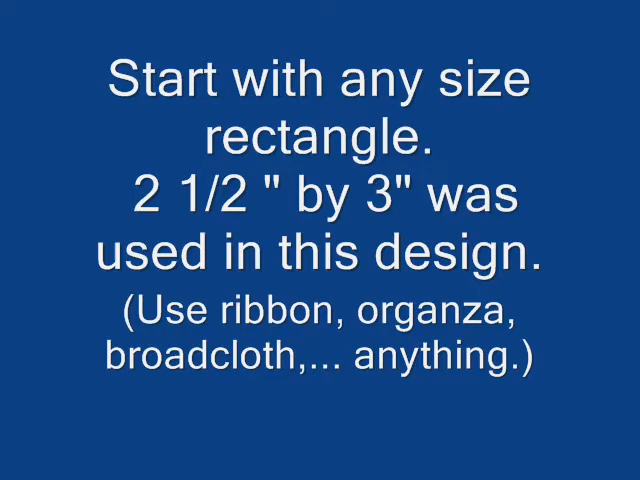 Start with any size
rectangle.
2 1/2 " by 3" was
used in this design.
(Use ribbon, organza,
broadcloth,... anything.)